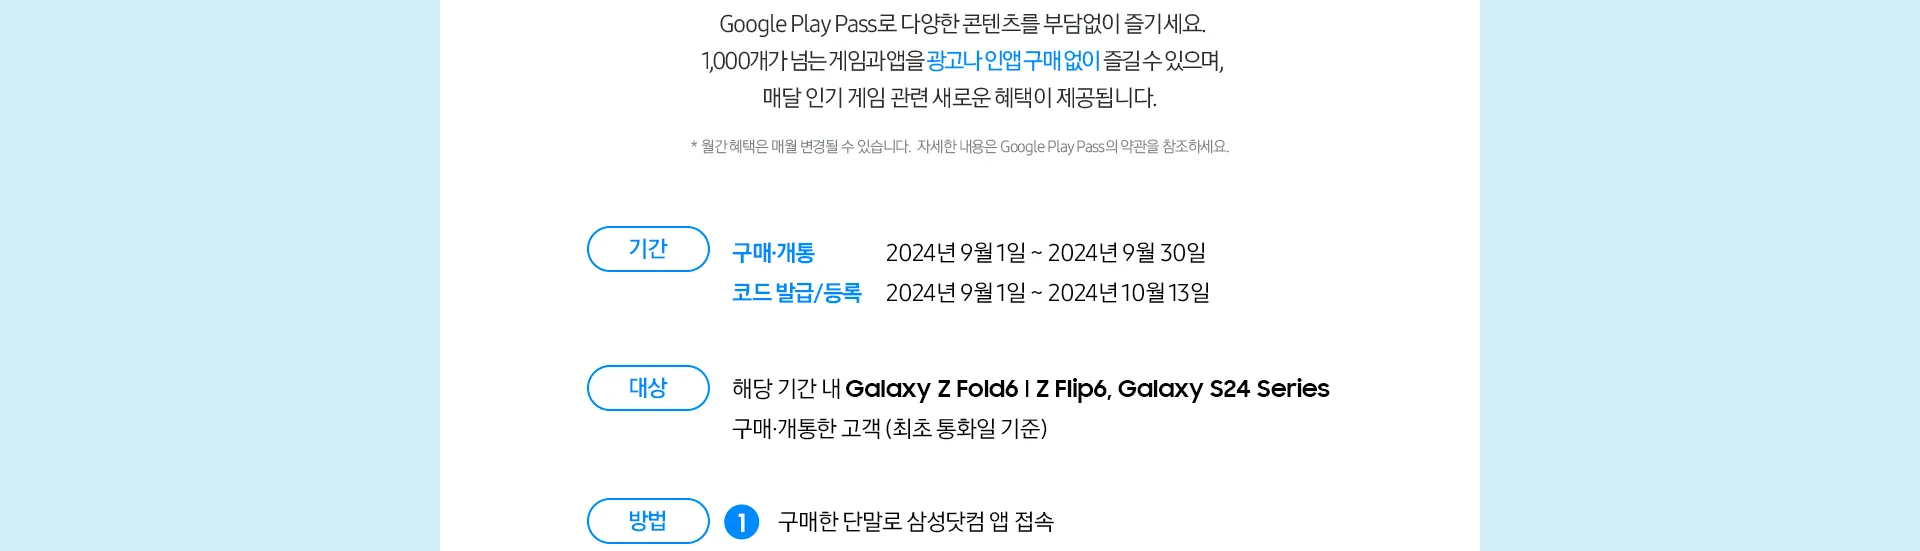 Google Play Pass로 다양한 콘텐츠를 부담없이 즐기세요.
1,000개가 넘는 게임과 앱을 광고나 인앱 구매 없이 즐길 수 있으며,
매달 인기 게임 관련 새로운 혜택이 제공됩니다.
* 월간 혜택은 매월 변경될 수 있습니다. 자세한 내용은 Google Play Pass의 약관을 참조하세요.
기간
구매·개통 2024년 9월 1일 ~ 2024년 9월 30일
코드 발급/등록 2024년 9월 1일 ~ 2024년 10월 13일
대상
해당 기간 내 Galaxy Z Fold6 | Z Flip6, Galaxy S24 Series
구매·개통한 고객 (최초 통화일 기준)
방법
1 구매한 단말로 삼성닷컴 앱 접속